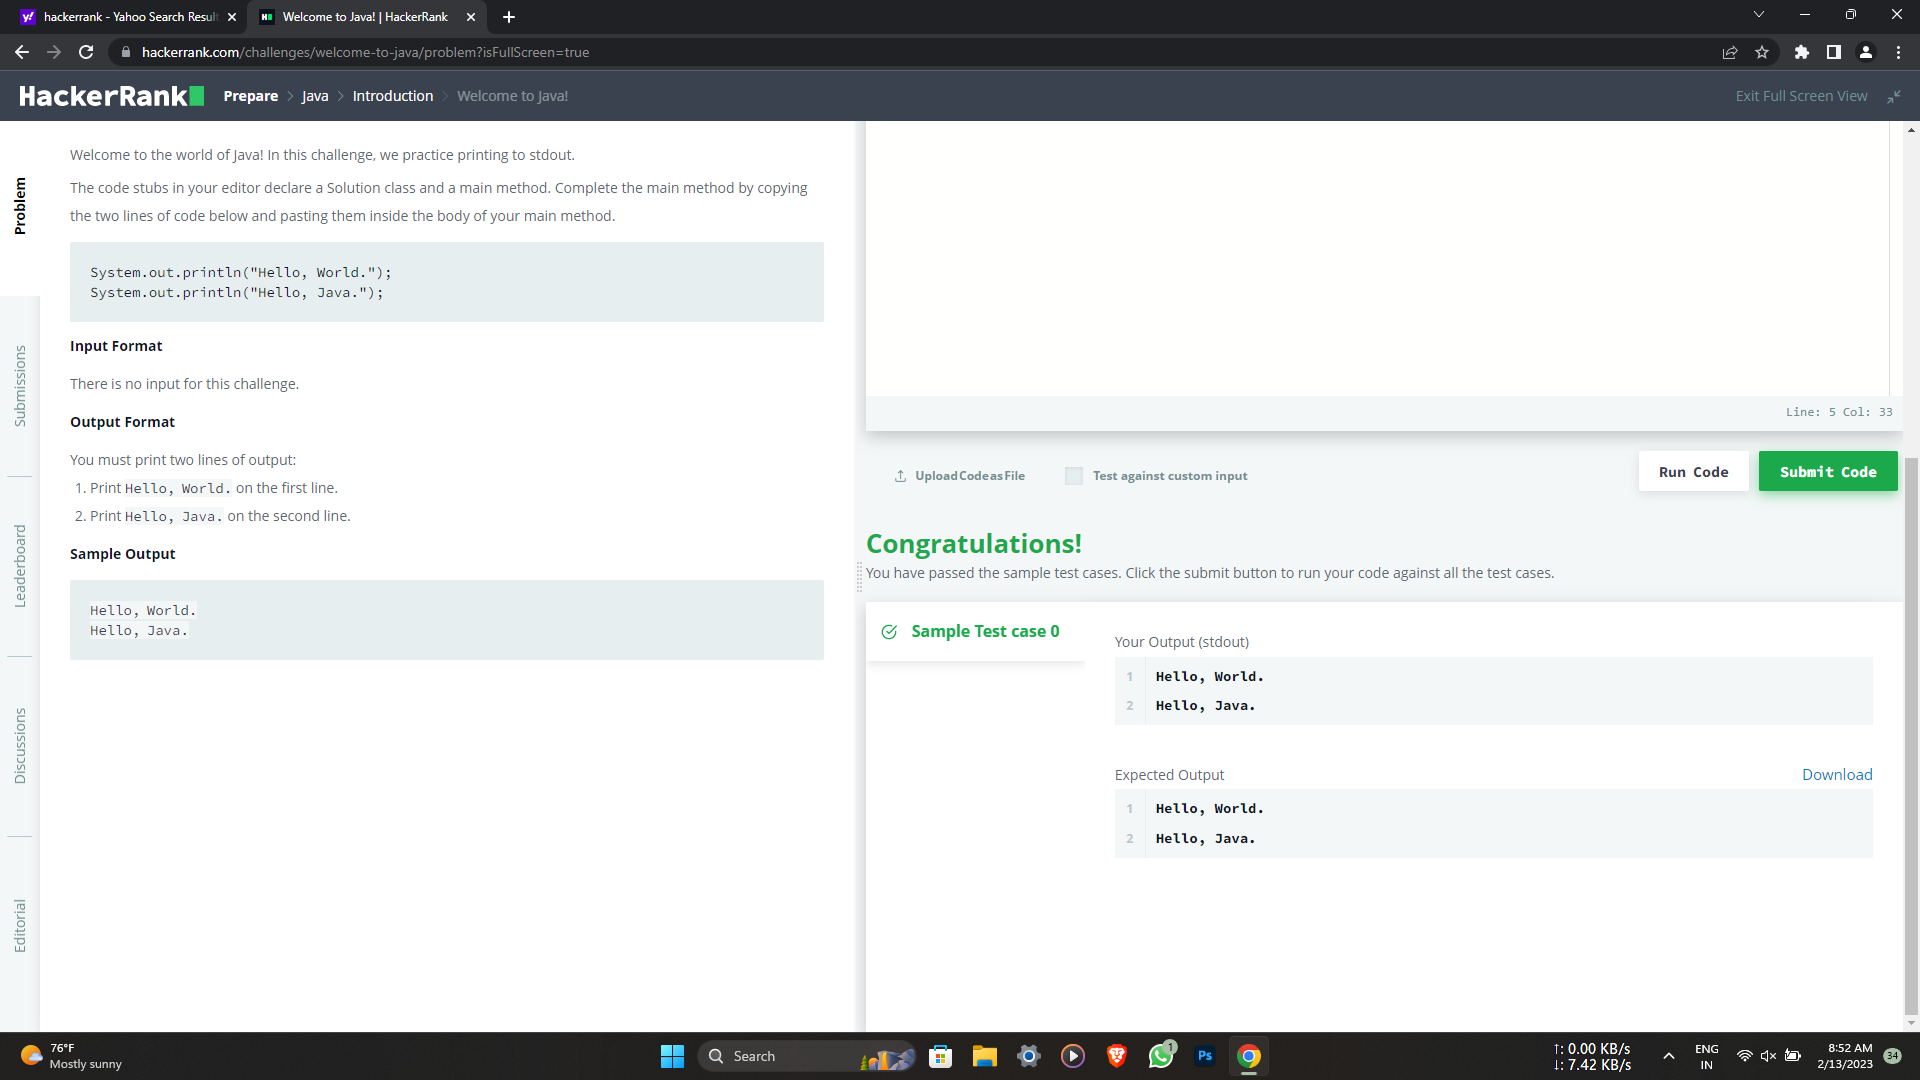 hackerrank - Yahoo Search Resul
Welcome to Java! | HackerRank
hackerrank.com/challenges/welcome-to-java/problem?isFullScreen=true
HackerRank
Prepare > Java > Introduction > Welcome to Java!
Exit Full Screen View
Problem
Submissions
Leaderboard
Discussions
Editorial
Welcome to the world of Java! In this challenge, we practice printing to stdout.
The code stubs in your editor declare a Solution class and a main method. Complete the main method by copying
the two lines of code below and pasting them inside the body of your main method.
System.out.println("Hello, World.");
System.out.println("Hello, Java.");
Input Format
There is no input for this challenge.
Output Format
You must print two lines of output:
1. Print Hello, World. on the first line.
2. Print Hello, Java. on the second line.
Sample Output
Hello, World.
Hello, Java.
Line: 5 Col: 33
Upload Code as File
Test against custom input
Run Code
Submit Code
Congratulations!
You have passed the sample test cases. Click the submit button to run your code against all the test cases.
Sample Test case 0
Your Output (stdout)
1 Hello, World.
2 Hello, Java.
Expected Output
Download
1 Hello, World.
2 Hello, Java.
76°F
Mostly sunny
Search
1
Ps
↑: 0.00 KB/s
↓: 7.42 KB/s
ENG
IN
8:52 AM
2/13/2023
34